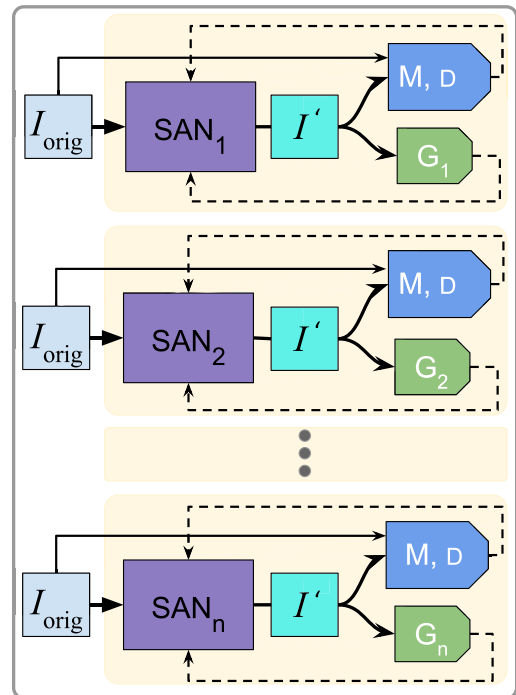 I_orig SAN_1 I‘ M, D
G_1
I_orig SAN_2 I‘ M, D
G_2
I_orig SAN_n I‘ M, D
G_n